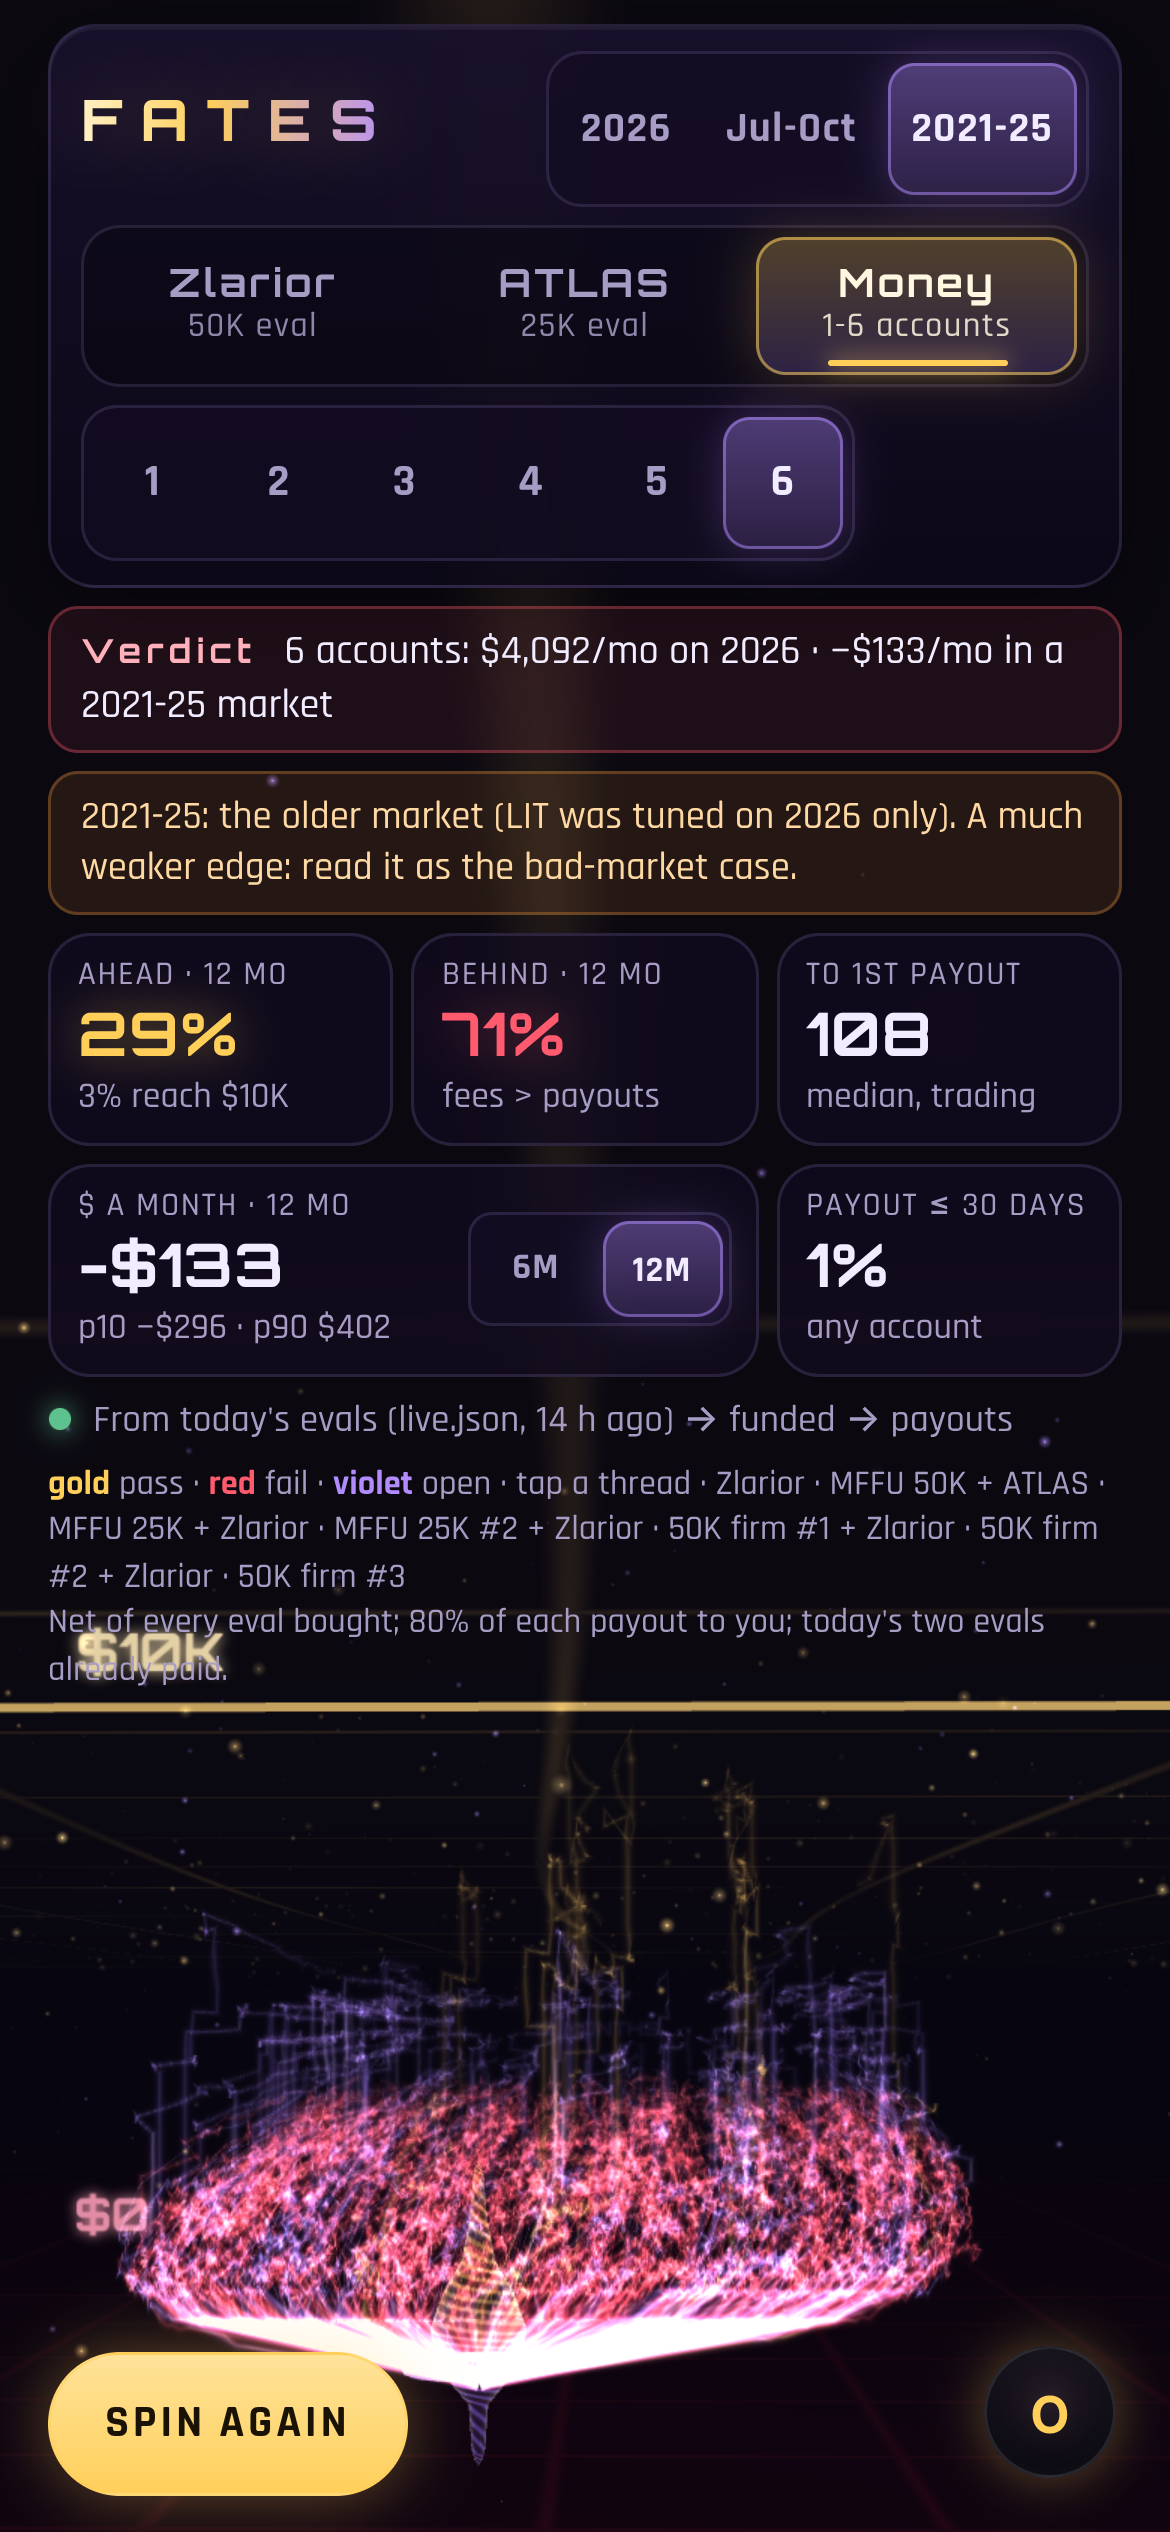 FATES
2026 Jul-Oct 2021-25
Zlarior ATLAS Money
50K eval 25K eval 1-6 accounts
1 2 3 4 5 6
Verdict 6 accounts: $4,092/mo on 2026 · −$133/mo in a
2021-25 market
2021-25: the older market (LIT was tuned on 2026 only). A much
weaker edge: read it as the bad-market case.
AHEAD · 12 MO BEHIND · 12 MO TO 1ST PAYOUT
29% 71% 108
3% reach $10K fees > payouts median, trading
$ A MONTH · 12 MO PAYOUT ≤ 30 DAYS
-$133 6M 12M 1%
p10 −$296 · p90 $402 any account
From today's evals (live.json, 14 h ago) → funded → payouts
gold pass · red fail · violet open · tap a thread · Zlarior · MFFU 50K + ATLAS ·
MFFU 25K + Zlarior · MFFU 25K #2 + Zlarior · 50K firm #1 + Zlarior · 50K firm
#2 + Zlarior · 50K firm #3
Net of every eval bought; 80% of each payout to you; today's two evals
already paid.
$10K
$0
SPIN AGAIN O